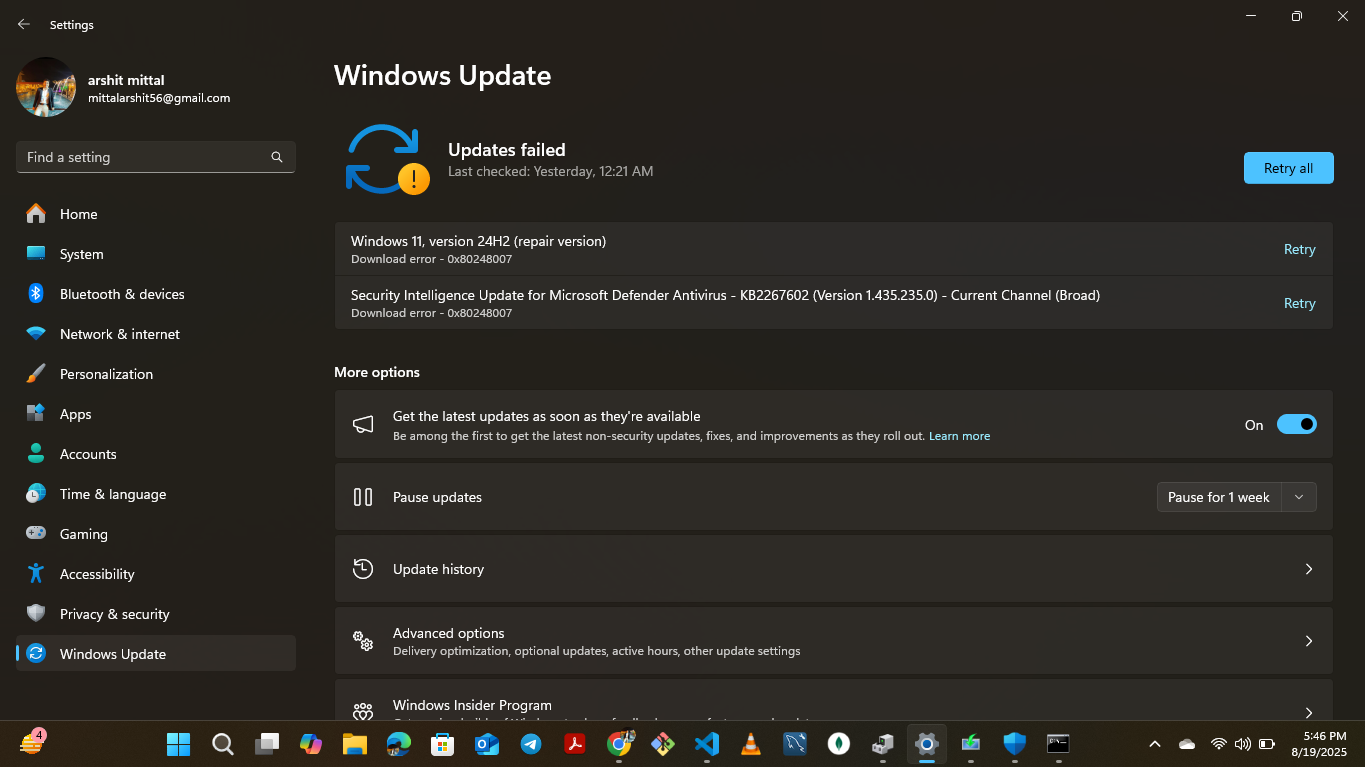 Settings
arshit mittal
mittalarshit56@gmail.com
Find a setting
Home
System
Bluetooth & devices
Network & internet
Personalization
Apps
Accounts
Time & language
Gaming
Accessibility
Privacy & security
Windows Update
Windows Update
Updates failed
Last checked: Yesterday, 12:21 AM
Retry all
Windows 11, version 24H2 (repair version)
Download error - 0x80248007
Retry
Security Intelligence Update for Microsoft Defender Antivirus - KB2267602 (Version 1.435.235.0) - Current Channel (Broad)
Download error - 0x80248007
Retry
More options
Get the latest updates as soon as they're available
Be among the first to get the latest non-security updates, fixes, and improvements as they roll out. Learn more
On
Pause updates
Pause for 1 week
Update history
Advanced options
Delivery optimization, optional updates, active hours, other update settings
Windows Insider Program
4
5:46 PM
8/19/2025